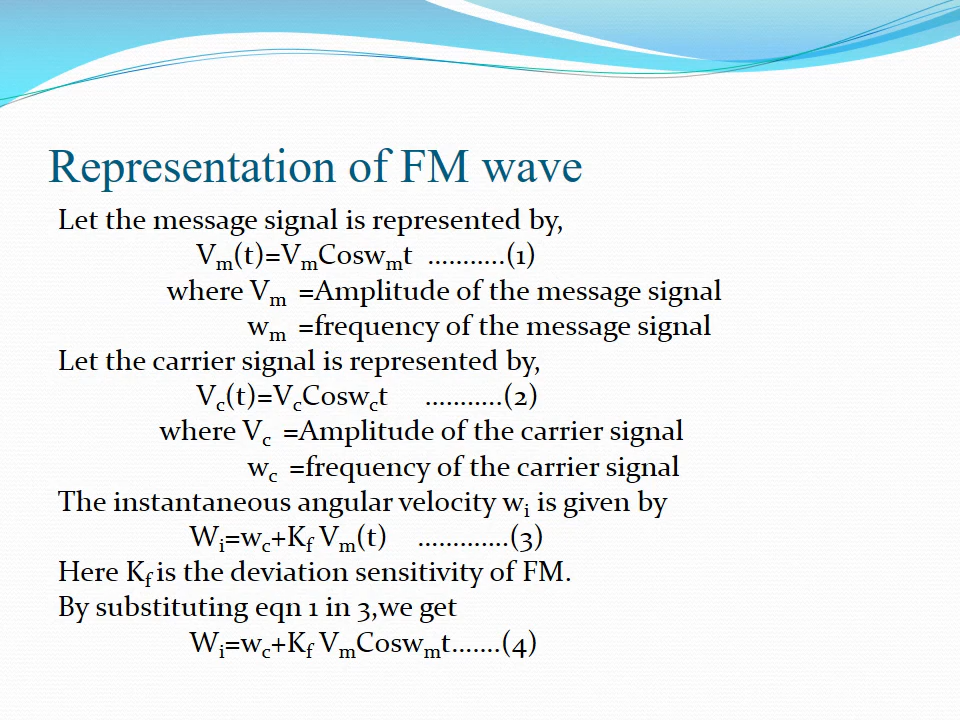 Representation of FM wave
Let the message signal is represented by,
Vm(t)=VmCoswmt ...........(1)
where Vm =Amplitude of the message signal
wm =frequency of the message signal
Let the carrier signal is represented by,
Vc(t)=VcCoswct ...........(2)
where Vc =Amplitude of the carrier signal
wc =frequency of the carrier signal
The instantaneous angular velocity wi is given by
Wi=wc+Kf Vm(t) .............(3)
Here Kf is the deviation sensitivity of FM.
By substituting eqn 1 in 3,we get
Wi=wc+Kf VmCoswmt.......(4)